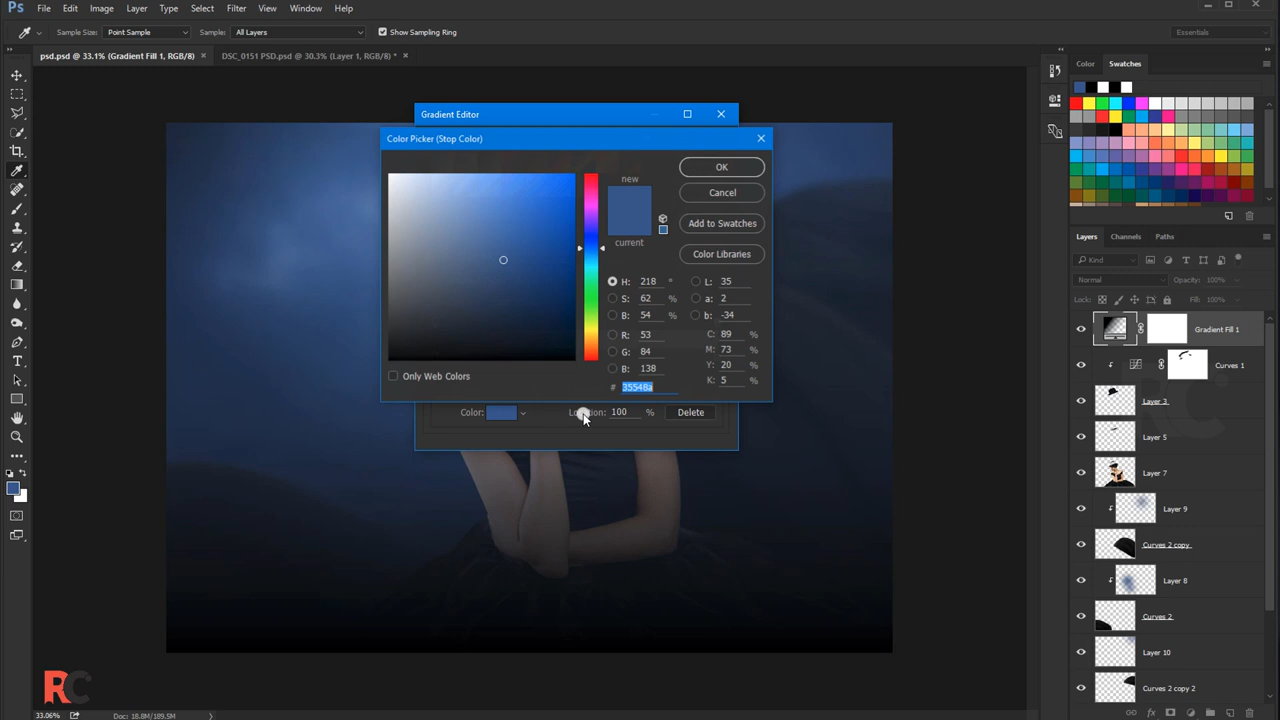 Ps File Edit Image Layer Type Select Filter View Window Help
Sample Size: Point Sample Sample: All Layers Show Sampling Ring Essentials
psd.psd @ 33.1% (Gradient Fill 1, RGB/8) × DSC_0151 PSD.psd @ 30.3% (Layer 1, RGB/8) * ×
Color Swatches
Gradient Editor
Color Picker (Stop Color)
OK
new
Cancel
Add to Swatches
current
Color Libraries
H: 218 ° L: 35
S: 62 % a: 2
B: 54 % b: -34
R: 53 C: 89 %
G: 84 M: 73 %
B: 138 Y: 20 %
K: 5 %
Only Web Colors
# 35548a
Color: Location: 100 % Delete
Layers Channels Paths
Kind
Normal Opacity: 100%
Lock: Fill: 100%
Gradient Fill 1
Curves 1
Layer 3
Layer 5
Layer 7
Layer 9
Curves 2 copy
Layer 8
Curves 2
Layer 10
Curves 2 copy 2
RC
RC
33.06% Doc: 18.8M/189.5M